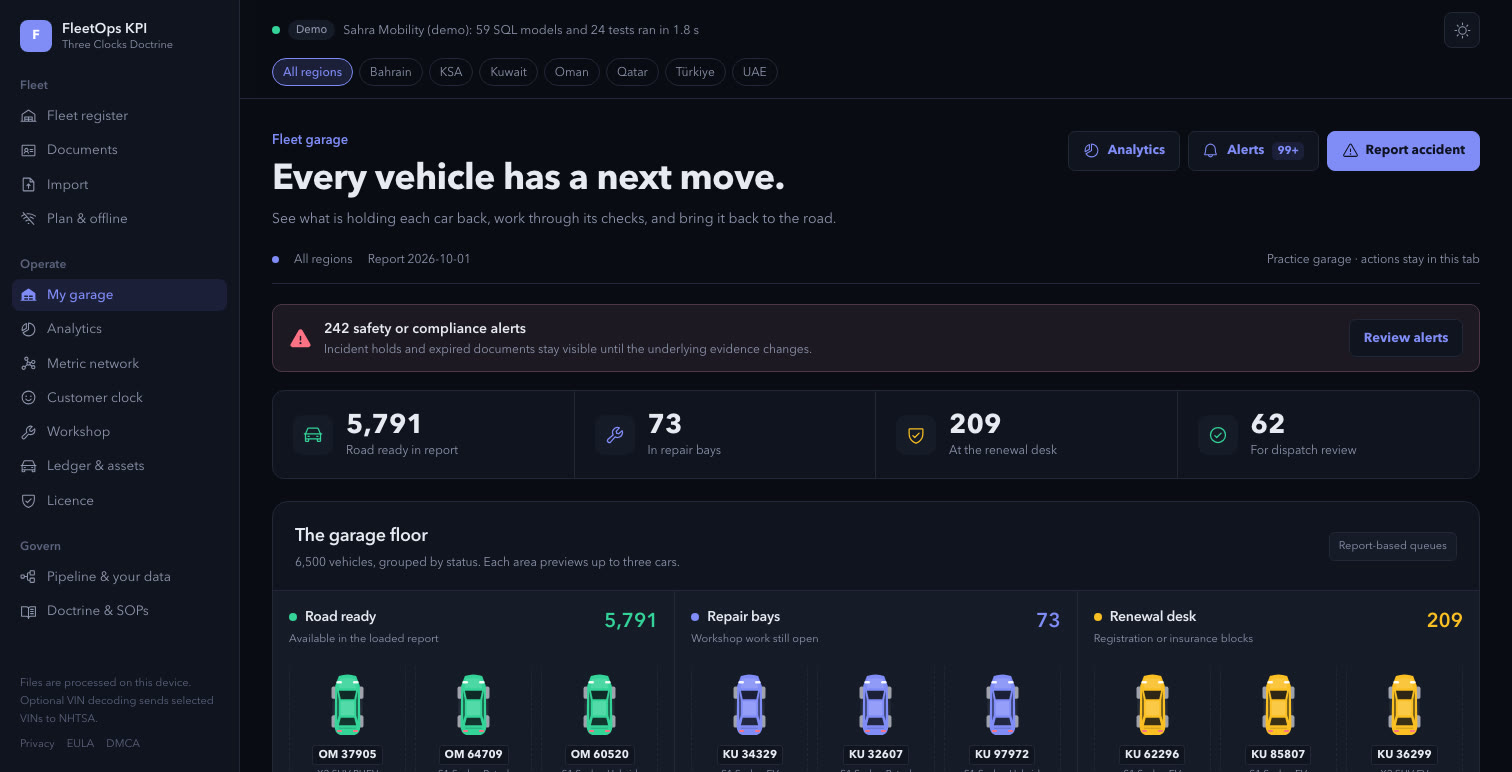 F
FleetOps KPI
Three Clocks Doctrine
Fleet
Fleet register
Documents
Import
Plan & offline
Operate
My garage
Analytics
Metric network
Customer clock
Workshop
Ledger & assets
Licence
Govern
Pipeline & your data
Doctrine & SOPs
Files are processed on this device.
Optional VIN decoding sends selected
VINs to NHTSA.
Privacy EULA DMCA
Demo Sahra Mobility (demo): 59 SQL models and 24 tests ran in 1.8 s
All regions Bahrain KSA Kuwait Oman Qatar Türkiye UAE
Fleet garage
Every vehicle has a next move.
See what is holding each car back, work through its checks, and bring it back to the road.
Analytics Alerts 99+ Report accident
All regions Report 2026-10-01 Practice garage · actions stay in this tab
242 safety or compliance alerts
Incident holds and expired documents stay visible until the underlying evidence changes.
Review alerts
5,791
Road ready in report
73
In repair bays
209
At the renewal desk
62
For dispatch review
The garage floor
6,500 vehicles, grouped by status. Each area previews up to three cars.
Report-based queues
Road ready 5,791
Available in the loaded report
OM 37905 OM 64709 OM 60520
Repair bays 73
Workshop work still open
KU 34329 KU 32607 KU 97972
Renewal desk 209
Registration or insurance blocks
KU 62296 KU 85807 KU 36299